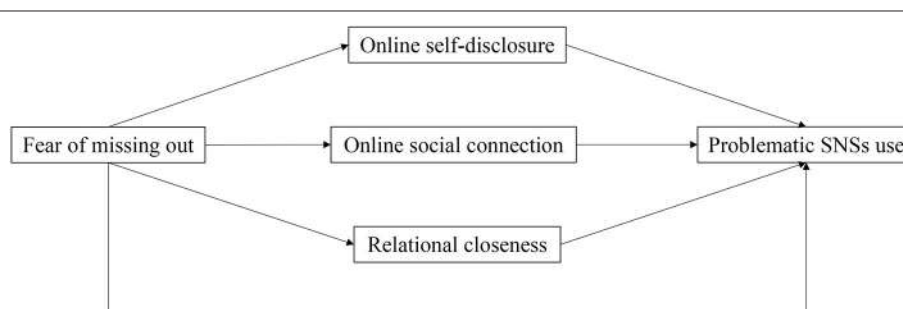 Online self-disclosure
Fear of missing out
Online social connection
Problematic SNSs use
Relational closeness